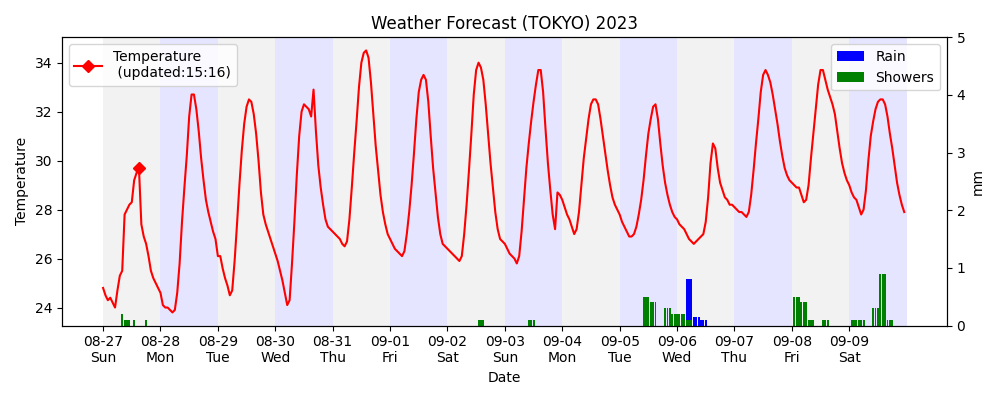 Weather Forecast (TOKYO) 2023
Temperature
(updated:15:16)
Rain
Showers
Temperature
34
32
30
28
26
24
5
4
3
2
1
0
mm
08-27 08-28 08-29 08-30 08-31 09-01 09-02 09-03 09-04 09-05 09-06 09-07 09-08 09-09
Sun Mon Tue Wed Thu Fri Sat Sun Mon Tue Wed Thu Fri Sat
Date